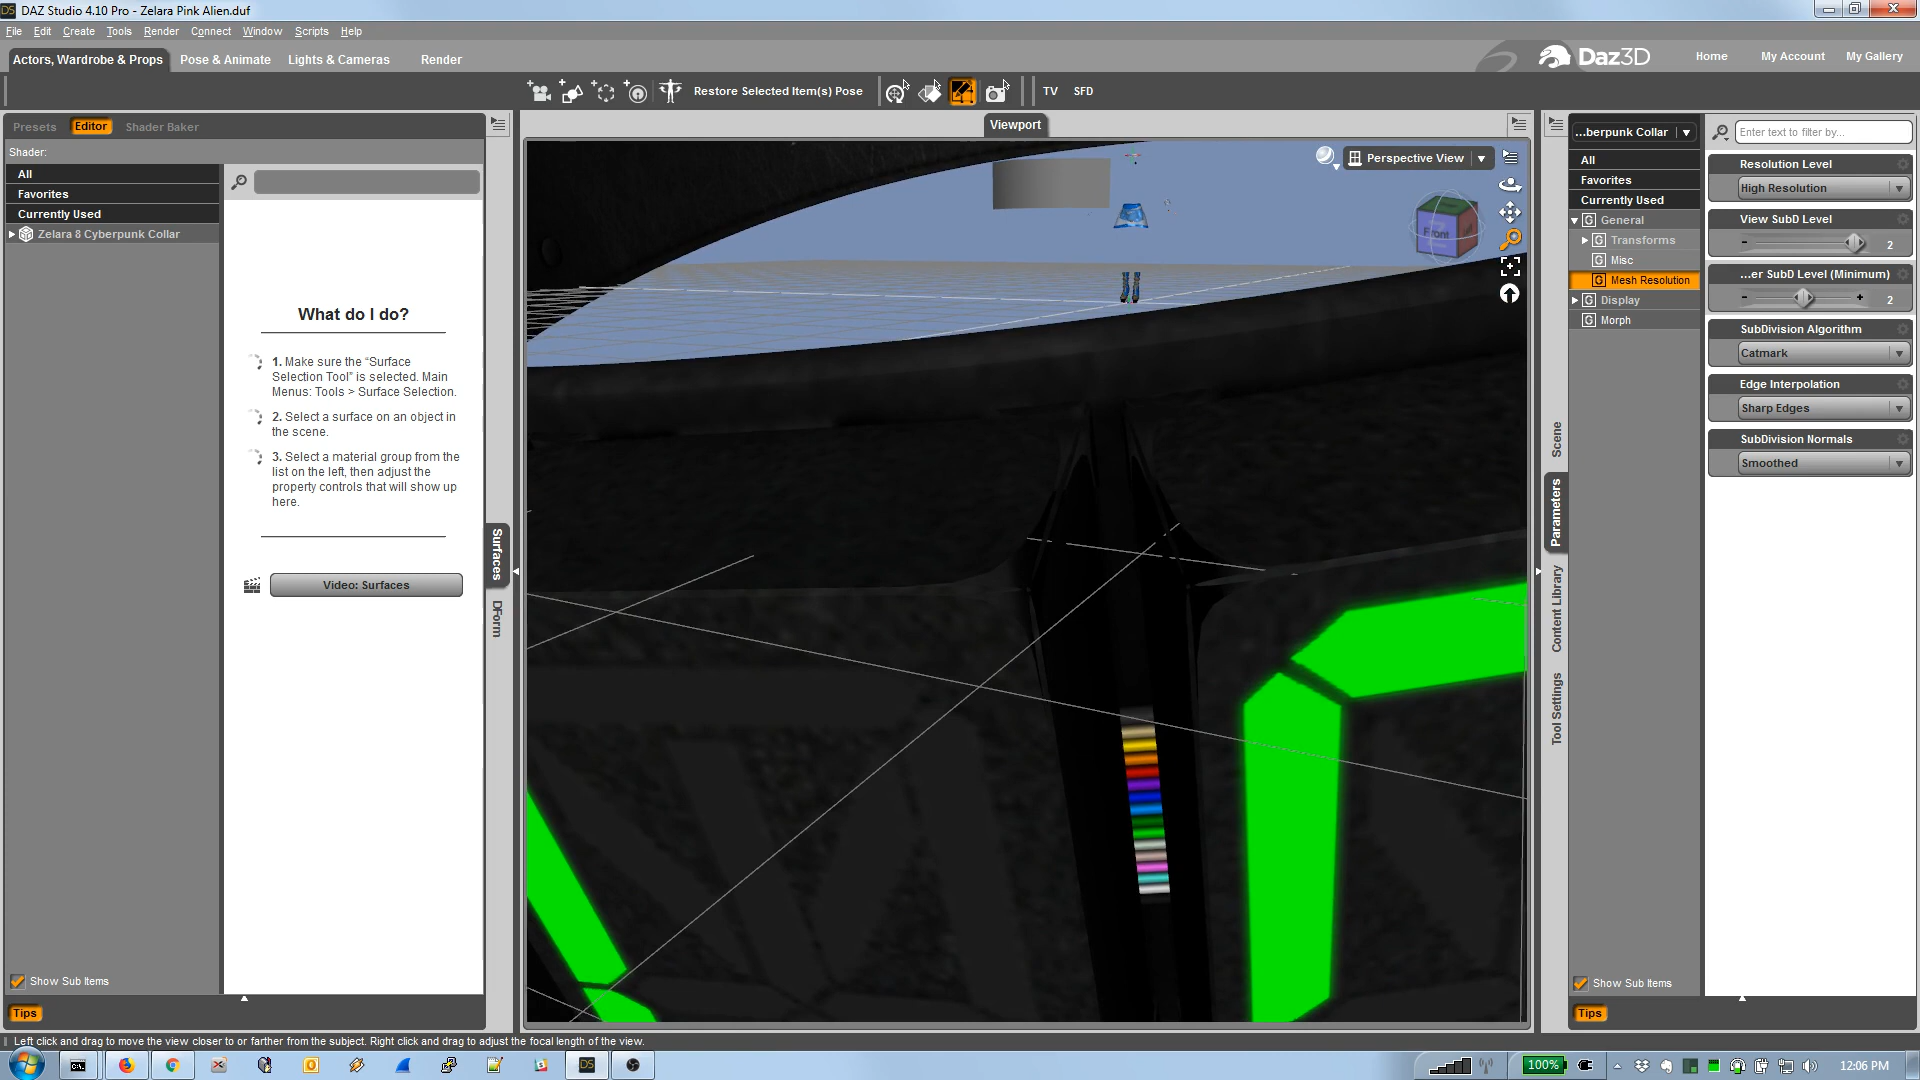 DAZ Studio 4.10 Pro - Zelara Pink Alien.duf
File Edit Create Tools Render Connect Window Scripts Help
Actors, Wardrobe & Props Pose & Animate Lights & Cameras Render
Daz3D
Home My Account My Gallery
Restore Selected Item(s) Pose
TV SFD
Presets Editor Shader Baker
Shader:
All
Favorites
Currently Used
Zelara 8 Cyberpunk Collar
What do I do?
1. Make sure the “Surface
Selection Tool” is selected. Main
Menus: Tools > Surface Selection.
2. Select a surface on an object in
the scene.
3. Select a material group from the
list on the left, then adjust the
property controls that will show up
here.
Video: Surfaces
Show Sub Items
Tips
Surfaces
DForm
Viewport
Perspective View
Front
Scene
Parameters
Content Library
Tool Settings
...berpunk Collar
Enter text to filter by...
All
Favorites
Currently Used
G General
G Transforms
G Misc
G Mesh Resolution
G Display
G Morph
Resolution Level
High Resolution
View SubD Level
- 2
...er SubD Level (Minimum)
- + 2
SubDivision Algorithm
Catmark
Edge Interpolation
Sharp Edges
SubDivision Normals
Smoothed
Show Sub Items
Tips
Left click and drag to move the view closer to or farther from the subject. Right click and drag to adjust the focal length of the view.
DS
100%
12:06 PM